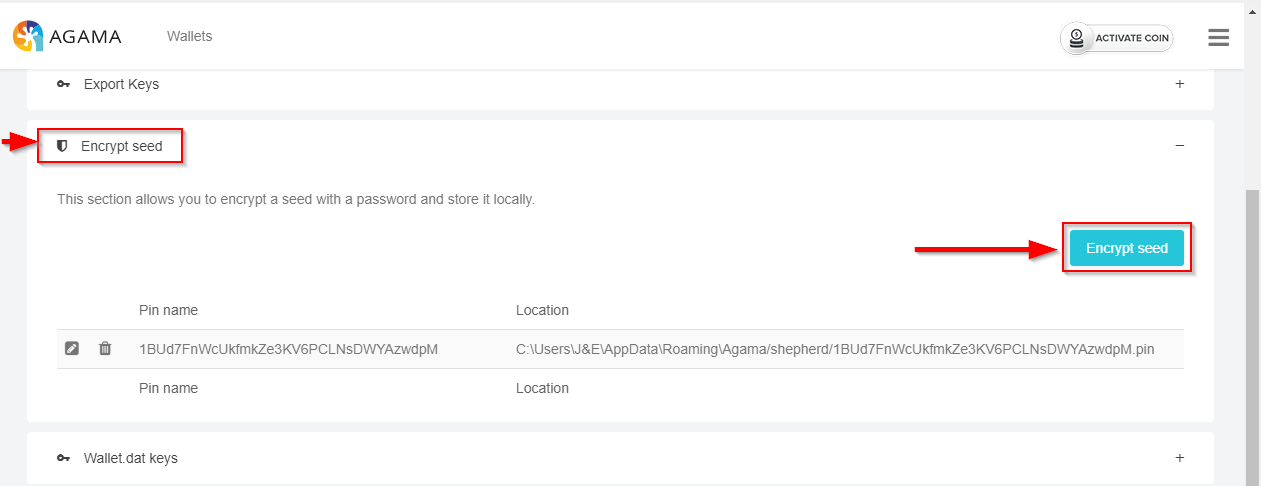 AGAMA Wallets ACTIVATE COIN
Export Keys +
Encrypt seed −
This section allows you to encrypt a seed with a password and store it locally.
Encrypt seed
Pin name Location
1BUd7FnWcUkfmkZe3KV6PCLNsDWYAzwdpM C:\Users\J&E\AppData\Roaming\Agama/shepherd/1BUd7FnWcUkfmkZe3KV6PCLNsDWYAzwdpM.pin
Pin name Location
Wallet.dat keys +